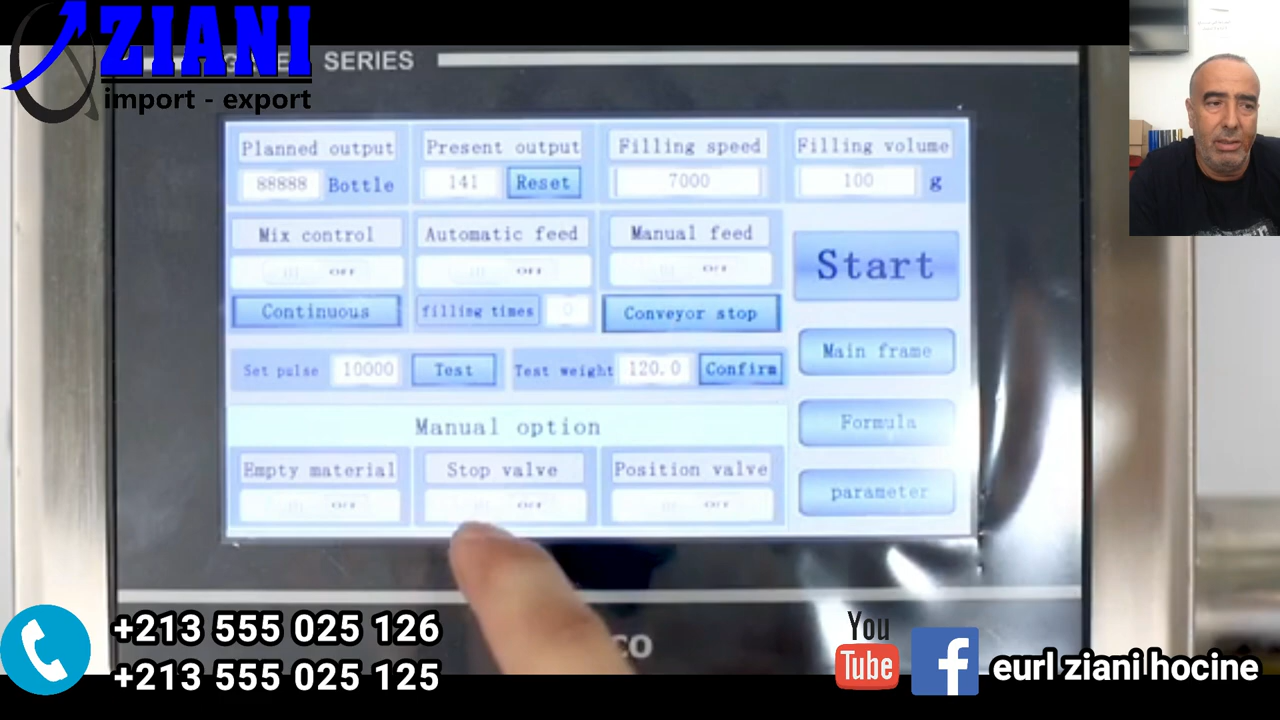 ZIANI
import - export
SERIES
Planned output
Present output
Filling speed
Filling volume
88888 Bottle
141 Reset
7000
100 g
Mix control
Automatic feed
Manual feed
OFF
OFF
OFF
Start
Continuous
filling times 0
Conveyor stop
Main frame
Set pulse 10000 Test
Test weight 120.0 Confirm
Manual option
Formula
Empty material
Stop valve
Position valve
OFF
OFF
OFF
parameter
CO
+213 555 025 126
+213 555 025 125
You
Tube
f
eurl ziani hocine